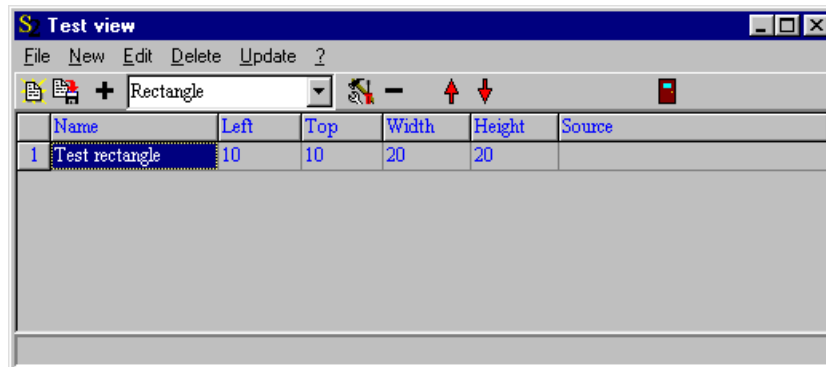 S Test view
File New Edit Delete Update ?
Rectangle
Name Left Top Width Height Source
1 Test rectangle 10 10 20 20